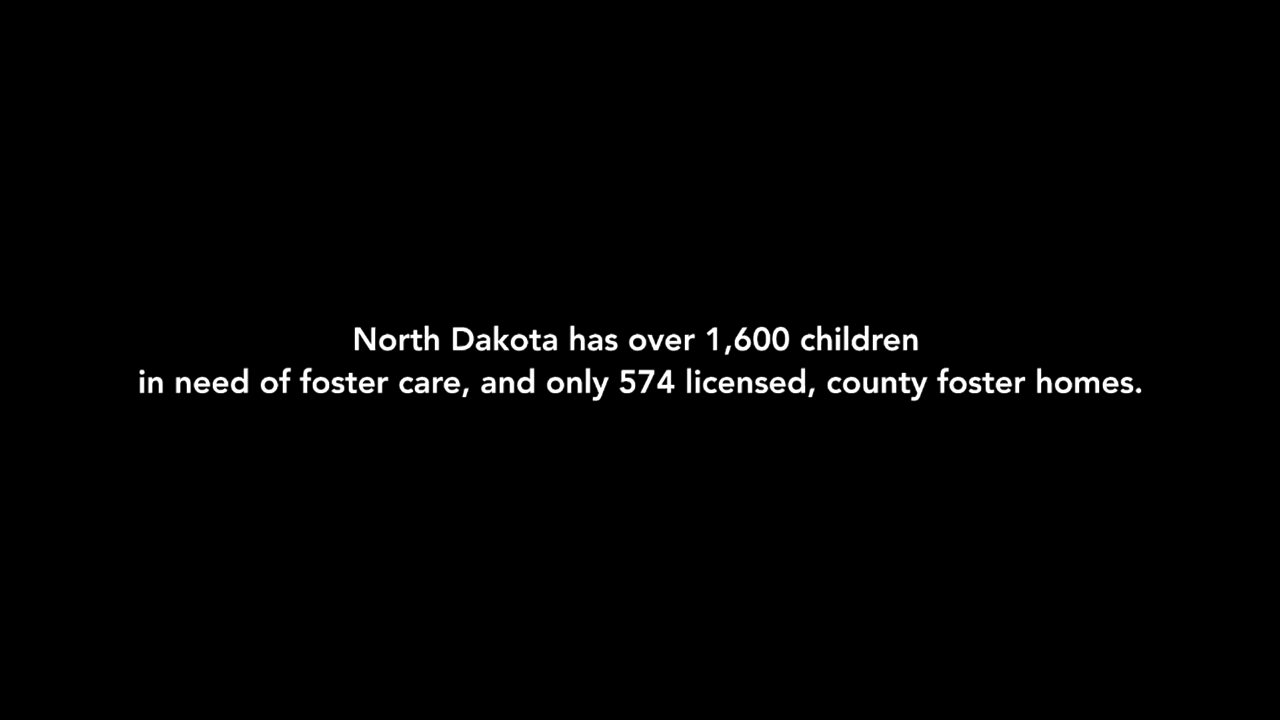 North Dakota has over 1,600 children
in need of foster care, and only 574 licensed, county foster homes.